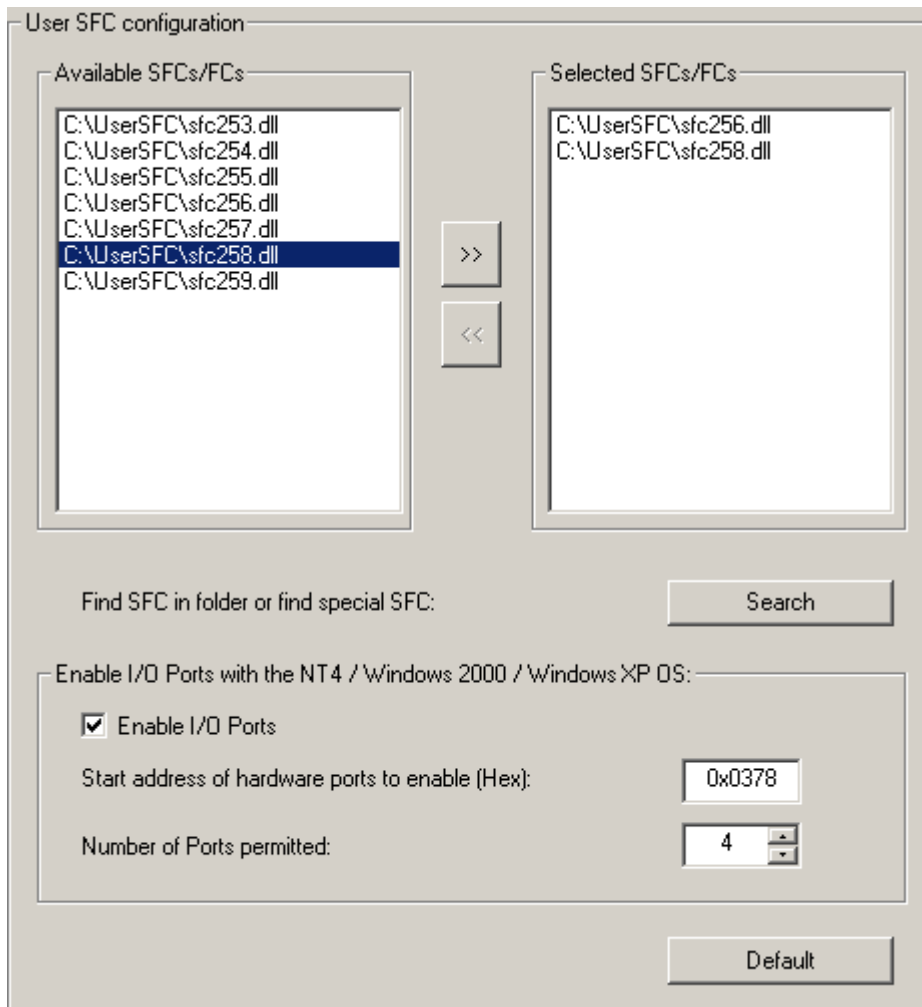 User SFC configuration
Available SFCs/FCs
C:\UserSFC\sfc253.dll
C:\UserSFC\sfc254.dll
C:\UserSFC\sfc255.dll
C:\UserSFC\sfc256.dll
C:\UserSFC\sfc257.dll
C:\UserSFC\sfc258.dll
C:\UserSFC\sfc259.dll
>>
<<
Selected SFCs/FCs
C:\UserSFC\sfc256.dll
C:\UserSFC\sfc258.dll
Find SFC in folder or find special SFC:
Search
Enable I/O Ports with the NT4 / Windows 2000 / Windows XP OS:
Enable I/O Ports
Start address of hardware ports to enable (Hex):
0x0378
Number of Ports permitted:
4
Default